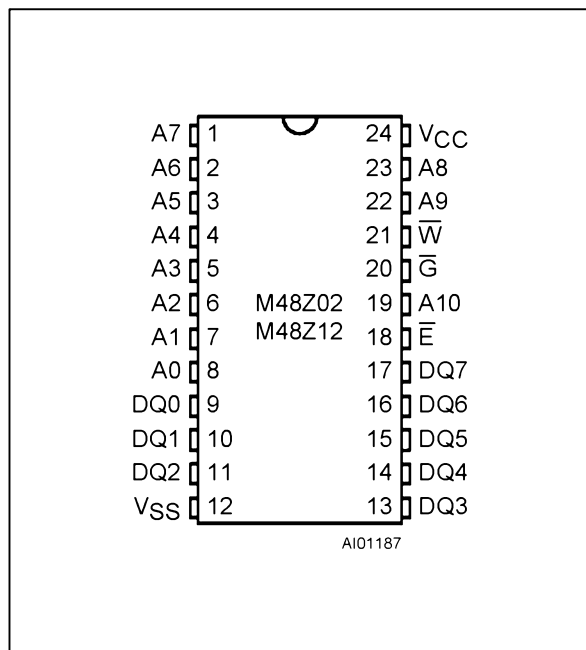 A7 1 24 VCC
A6 2 23 A8
A5 3 22 A9
A4 4 21 W̅
A3 5 20 G̅
A2 6 M48Z02 19 A10
A1 7 M48Z12 18 E̅
A0 8 17 DQ7
DQ0 9 16 DQ6
DQ1 10 15 DQ5
DQ2 11 14 DQ4
VSS 12 13 DQ3
AI01187